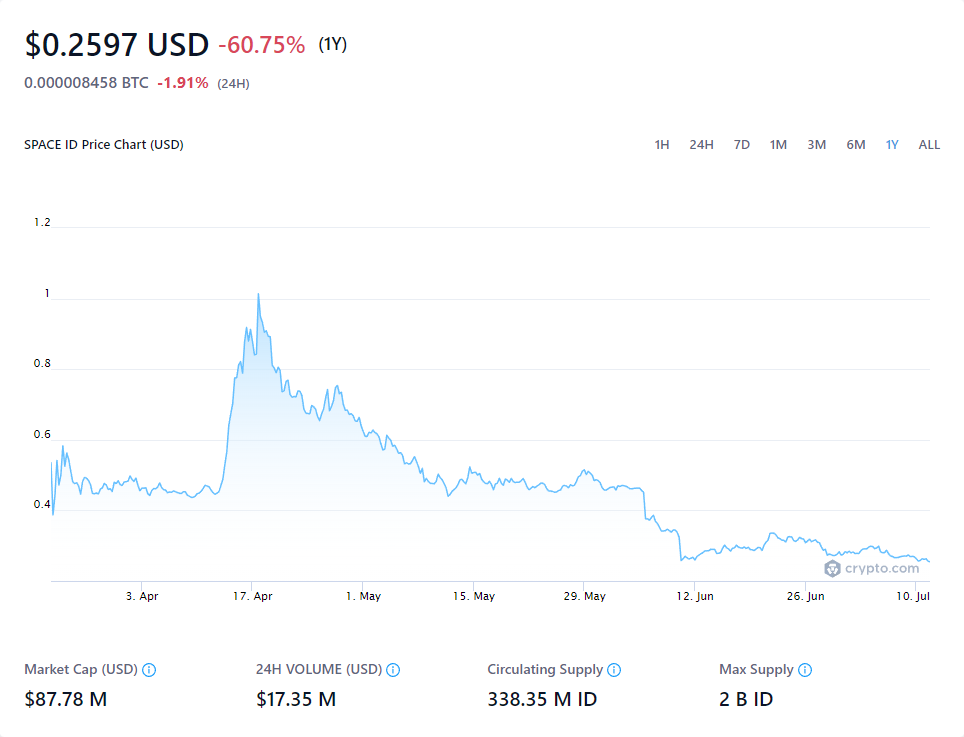 $0.2597 USD -60.75% (1Y)
0.000008458 BTC -1.91% (24H)
SPACE ID Price Chart (USD)
1H 24H 7D 1M 3M 6M 1Y ALL
1.2
1
0.8
0.6
0.4
crypto.com
3. Apr 17. Apr 1. May 15. May 29. May 12. Jun 26. Jun 10. Jul
Market Cap (USD) 24H VOLUME (USD) Circulating Supply Max Supply
$87.78 M $17.35 M 338.35 M ID 2 B ID